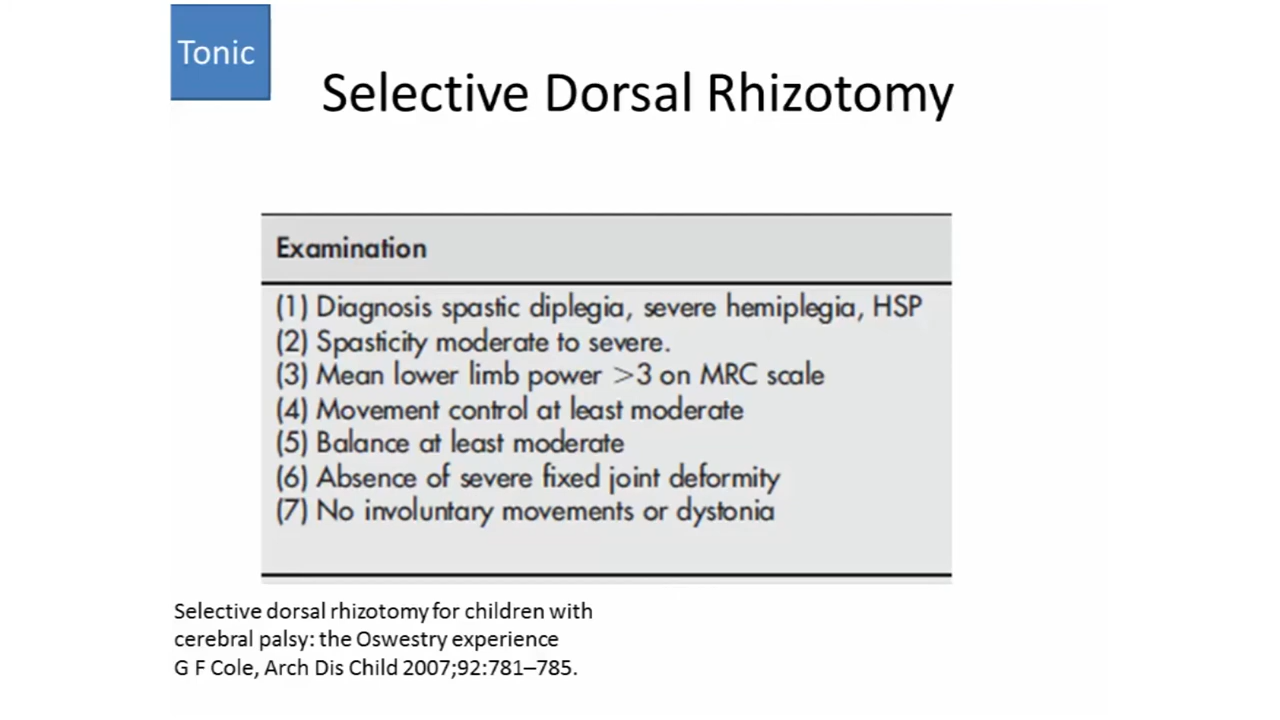 Tonic
Selective Dorsal Rhizotomy
Examination
(1) Diagnosis spastic diplegia, severe hemiplegia, HSP
(2) Spasticity moderate to severe.
(3) Mean lower limb power >3 on MRC scale
(4) Movement control at least moderate
(5) Balance at least moderate
(6) Absence of severe fixed joint deformity
(7) No involuntary movements or dystonia
Selective dorsal rhizotomy for children with
cerebral palsy: the Oswestry experience
G F Cole, Arch Dis Child 2007;92:781–785.